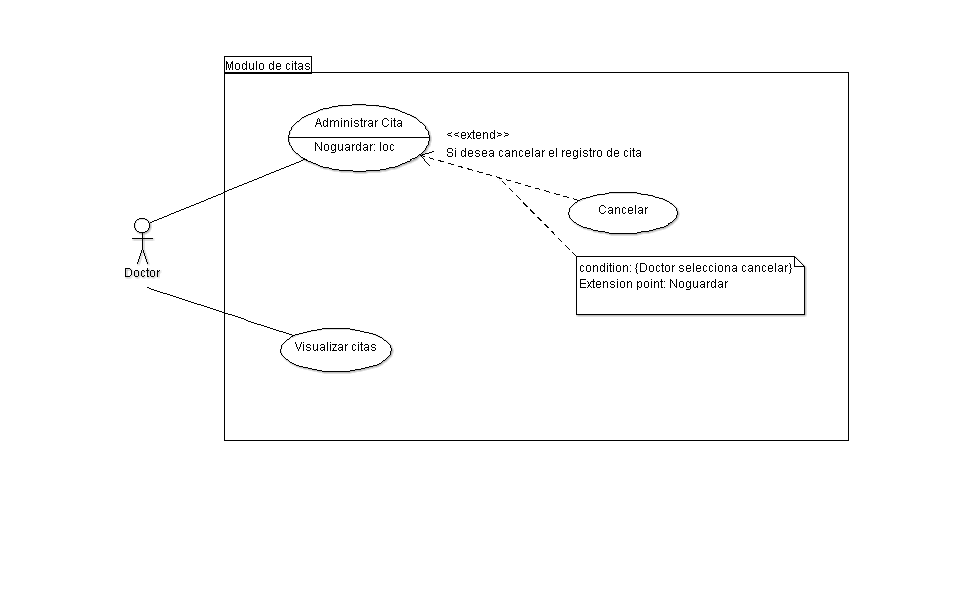 Modulo de citas
Administrar Cita
Noguardar: loc
<<extend>>
Si desea cancelar el registro de cita
Cancelar
Doctor
condition: {Doctor selecciona cancelar}
Extension point: Noguardar
Visualizar citas